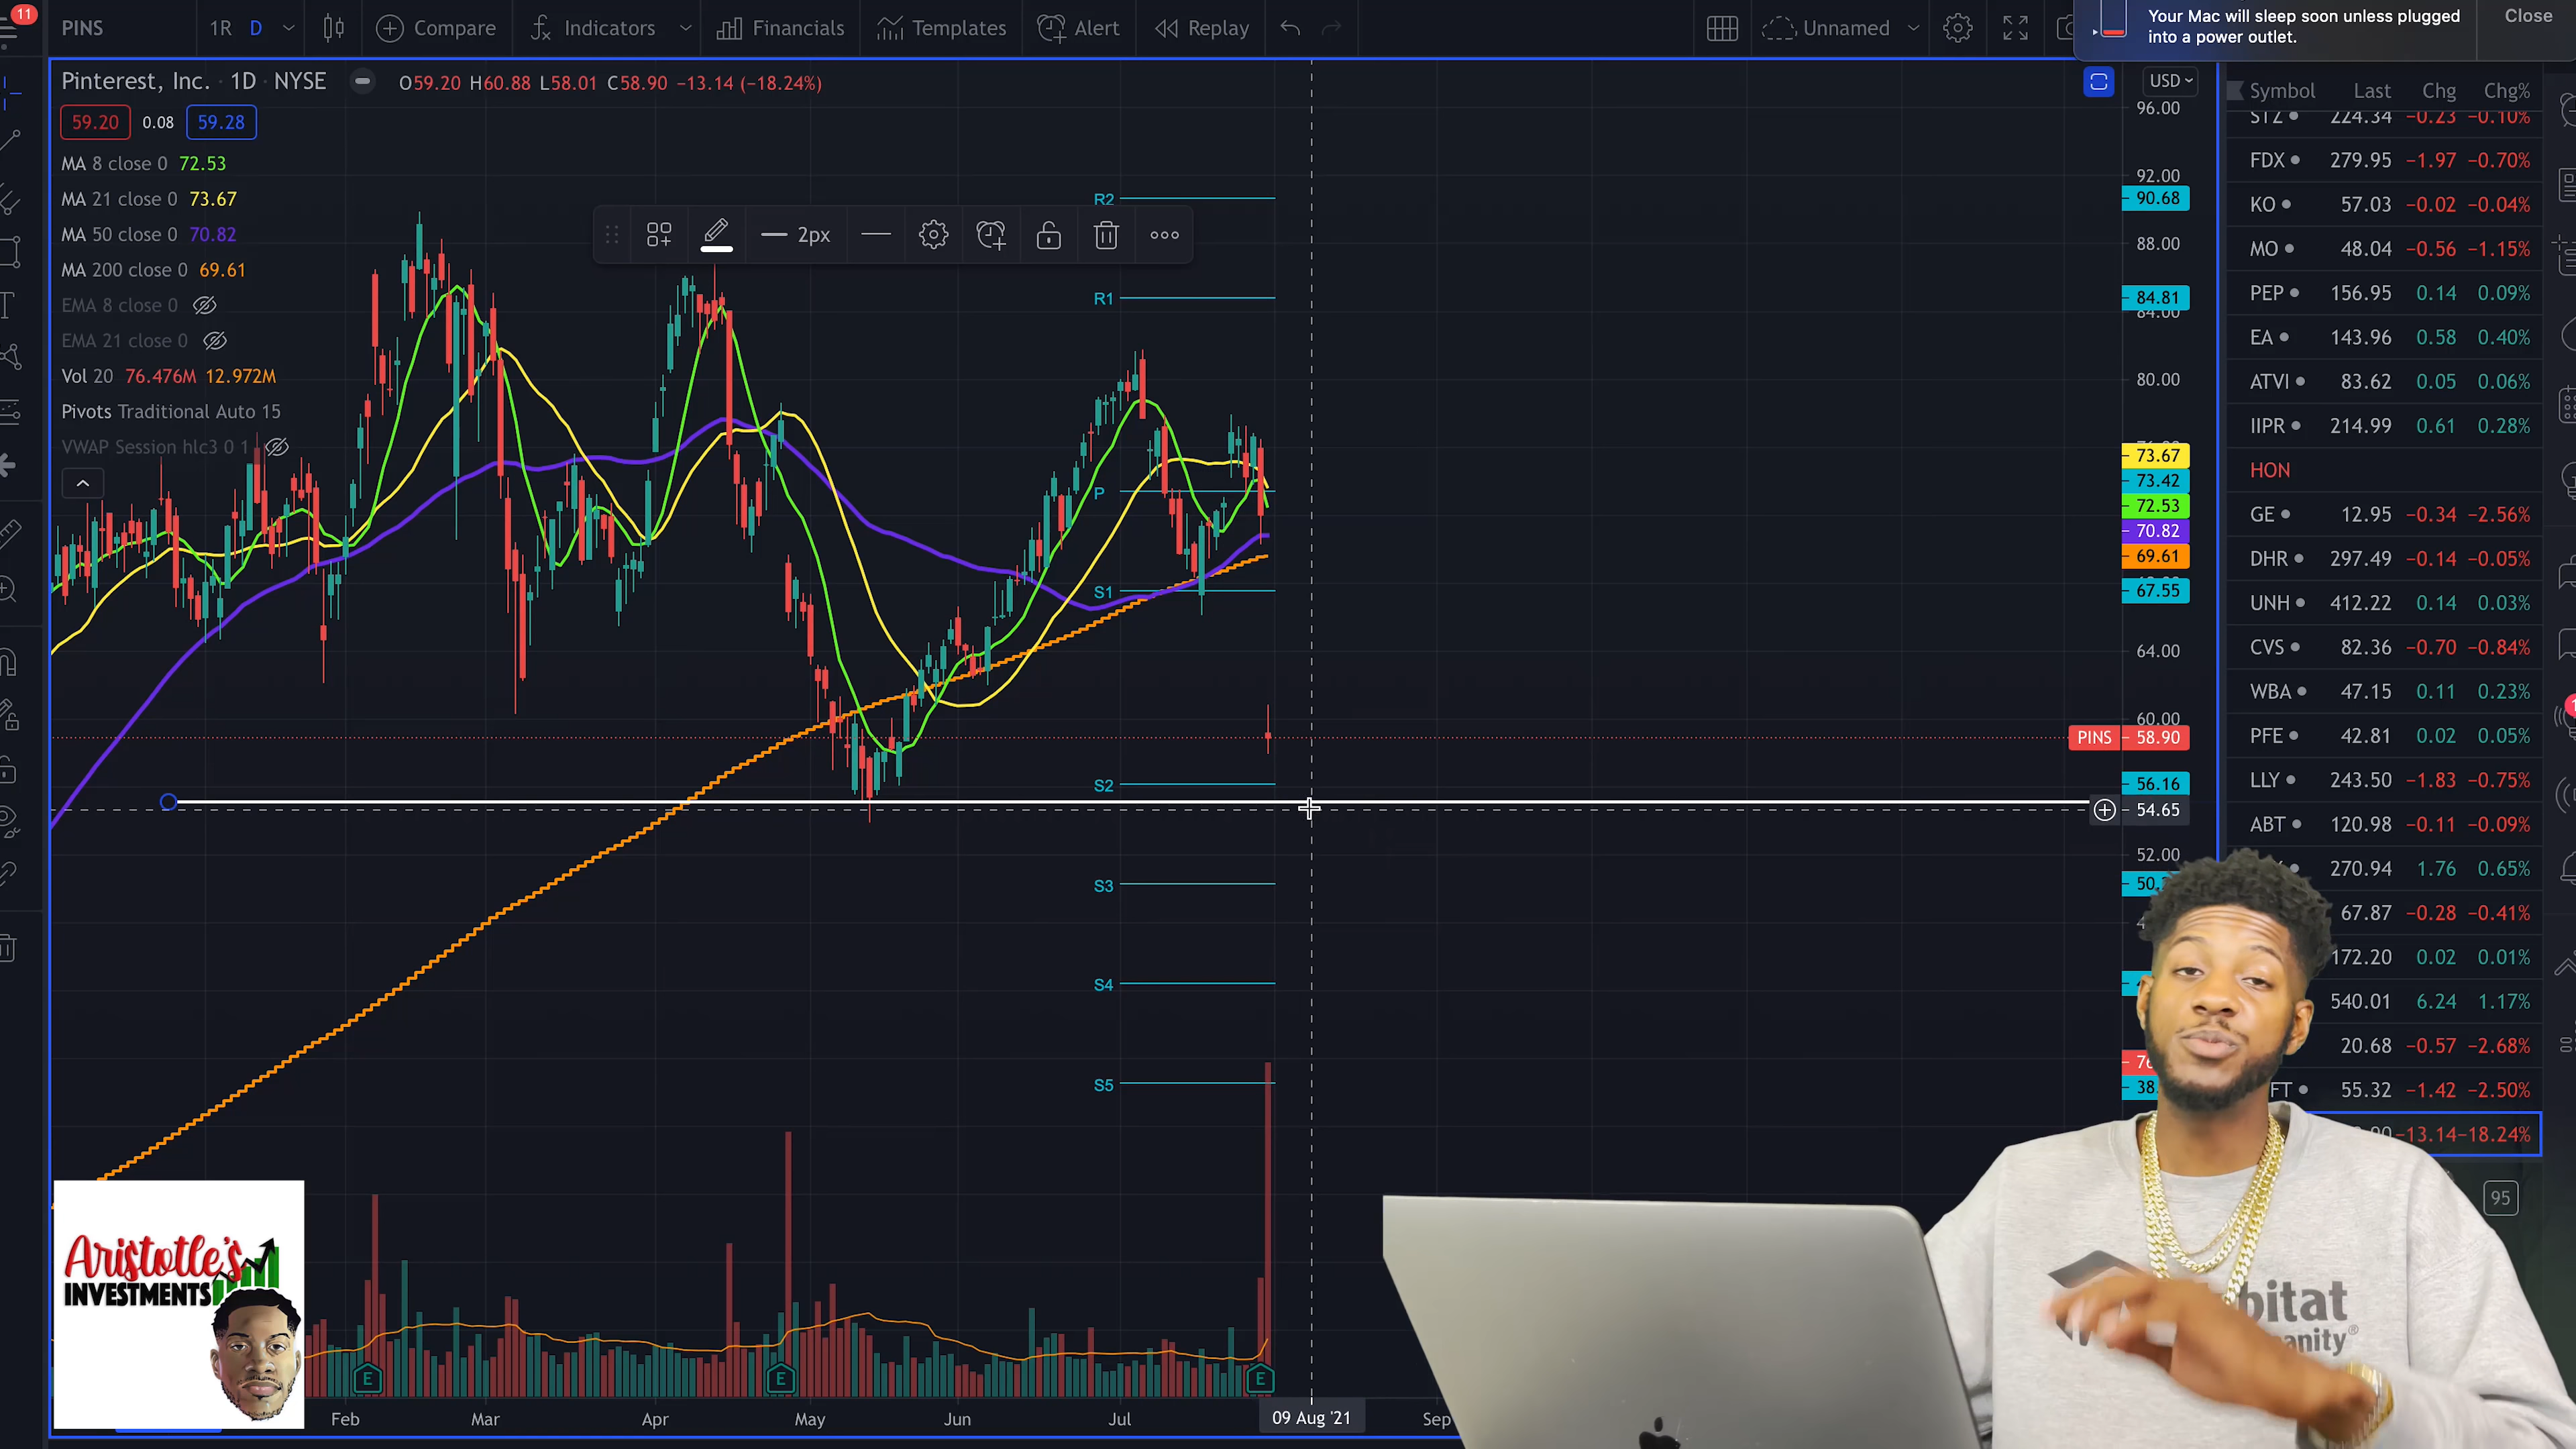 11
PINS
1R D
Compare
Indicators
Financials
Templates
Alert
Replay
Unnamed
Your Mac will sleep soon unless plugged
into a power outlet.
Close
Pinterest, Inc. · 1D · NYSE
O59.20 H60.88 L58.01 C58.90 −13.14 (−18.24%)
59.20 0.08 59.28
MA 8 close 0 72.53
MA 21 close 0 73.67
MA 50 close 0 70.82
MA 200 close 0 69.61
EMA 8 close 0
EMA 21 close 0
Vol 20 76.476M 12.972M
Pivots Traditional Auto 15
VWAP Session hlc3 0 1
2px
R2
R1
P
S1
S2
S3
S4
S5
USD
96.00
92.00
90.68
88.00
84.81
84.00
80.00
73.67
73.42
72.53
70.82
69.61
67.55
64.00
60.00
PINS 58.90
56.16
54.65
52.00
Symbol Last Chg Chg%
STZ 224.34 −0.23 −0.10%
FDX 279.95 −1.97 −0.70%
KO 57.03 −0.02 −0.04%
MO 48.04 −0.56 −1.15%
PEP 156.95 0.14 0.09%
EA 143.96 0.58 0.40%
ATVI 83.62 0.05 0.06%
IIPR 214.99 0.61 0.28%
HON
GE 12.95 −0.34 −2.56%
DHR 297.49 −0.14 −0.05%
UNH 412.22 0.14 0.03%
CVS 82.36 −0.70 −0.84%
WBA 47.15 0.11 0.23%
PFE 42.81 0.02 0.05%
LLY 243.50 −1.83 −0.75%
ABT 120.98 −0.11 −0.09%
270.94 1.76 0.65%
67.87 −0.28 −0.41%
172.20 0.02 0.01%
540.01 6.24 1.17%
20.68 −0.57 −2.68%
FT 55.32 −1.42 −2.50%
−13.14 −18.24%
95
Aristotle's
INVESTMENTS
E
E
E
Feb Mar Apr May Jun Jul 09 Aug '21 Sep
bitat
anity®